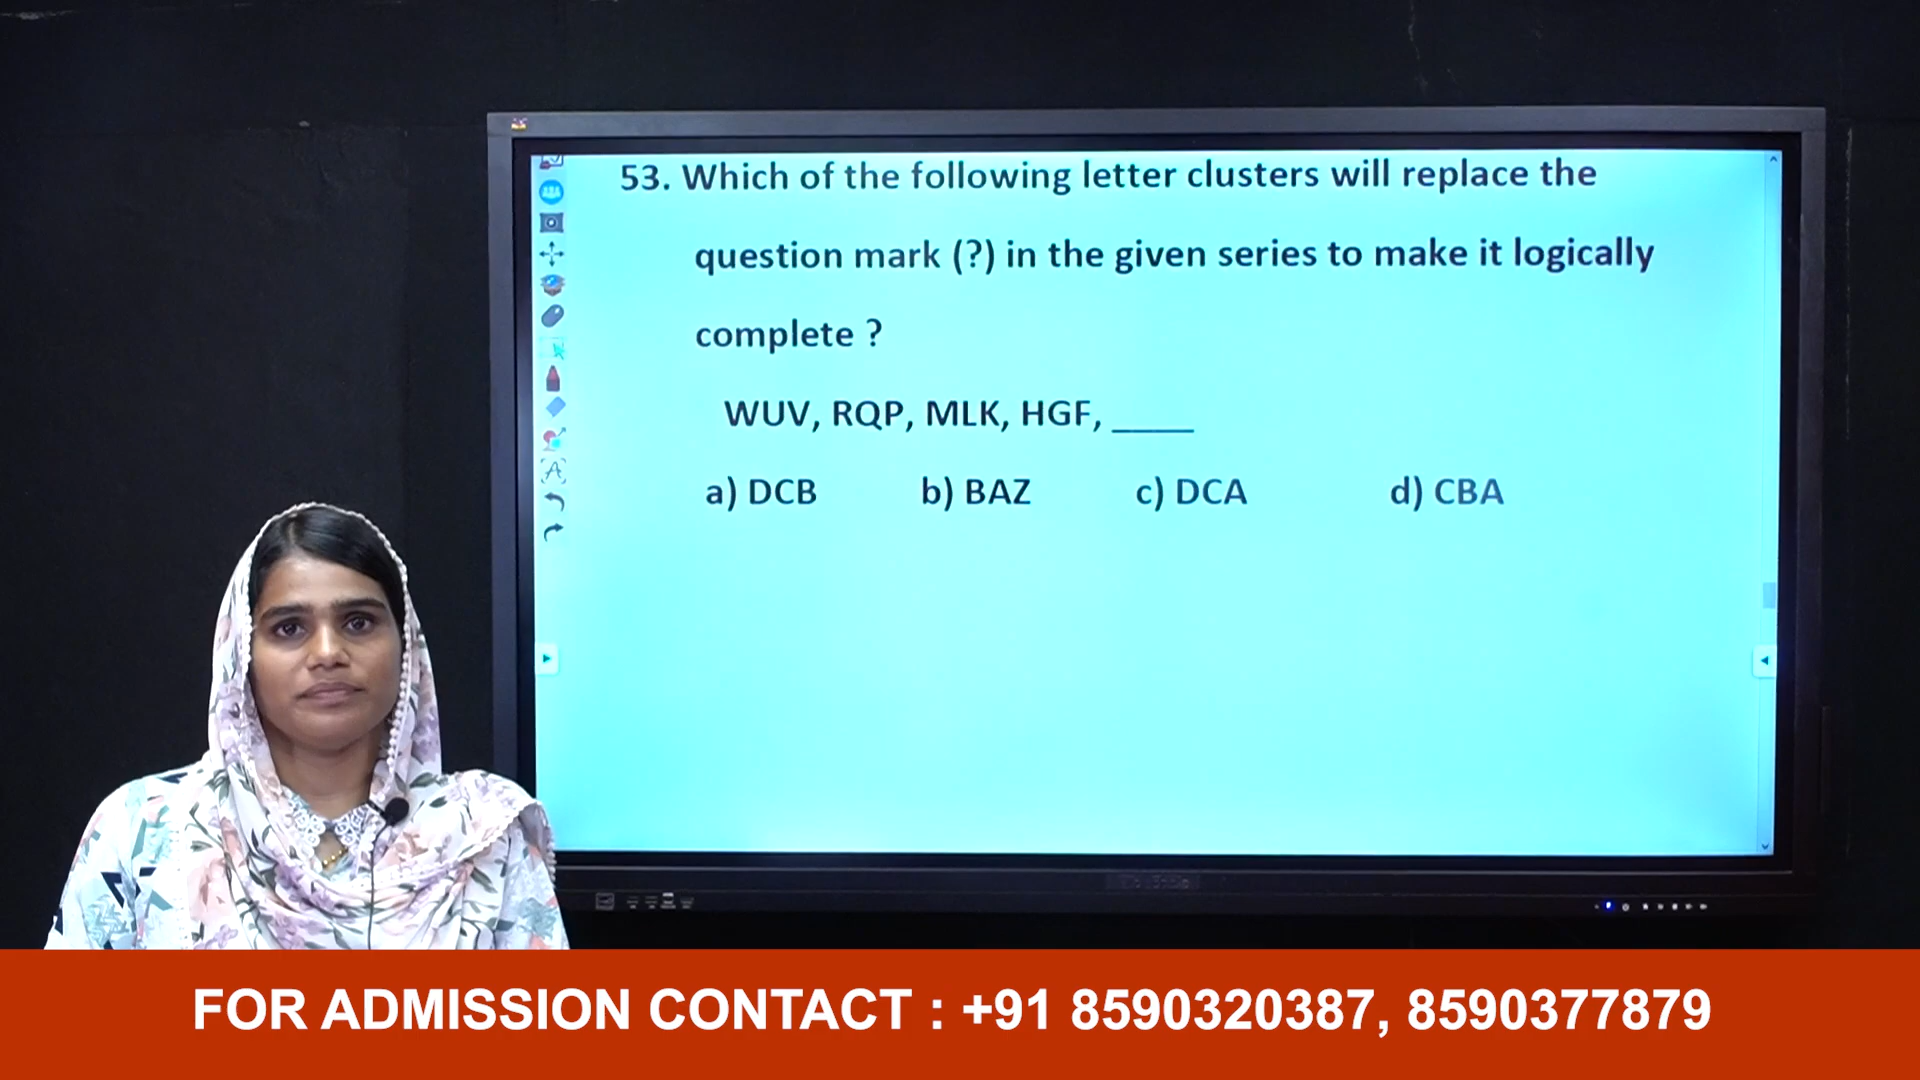 53. Which of the following letter clusters will replace the
question mark (?) in the given series to make it logically
complete ?
WUV, RQP, MLK, HGF, ____
a) DCB b) BAZ c) DCA d) CBA
FOR ADMISSION CONTACT : +91 8590320387, 8590377879